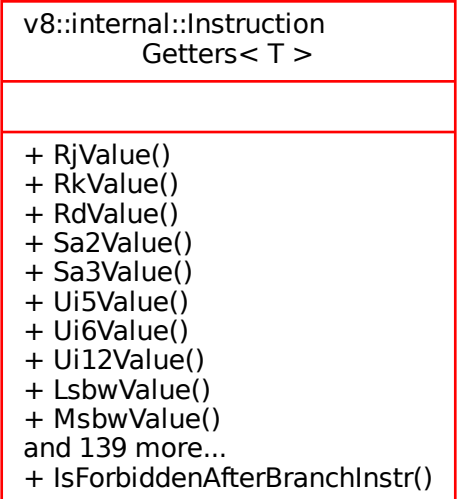 v8::internal::Instruction
Getters< T >
+ RjValue()
+ RkValue()
+ RdValue()
+ Sa2Value()
+ Sa3Value()
+ Ui5Value()
+ Ui6Value()
+ Ui12Value()
+ LsbwValue()
+ MsbwValue()
and 139 more...
+ IsForbiddenAfterBranchInstr()